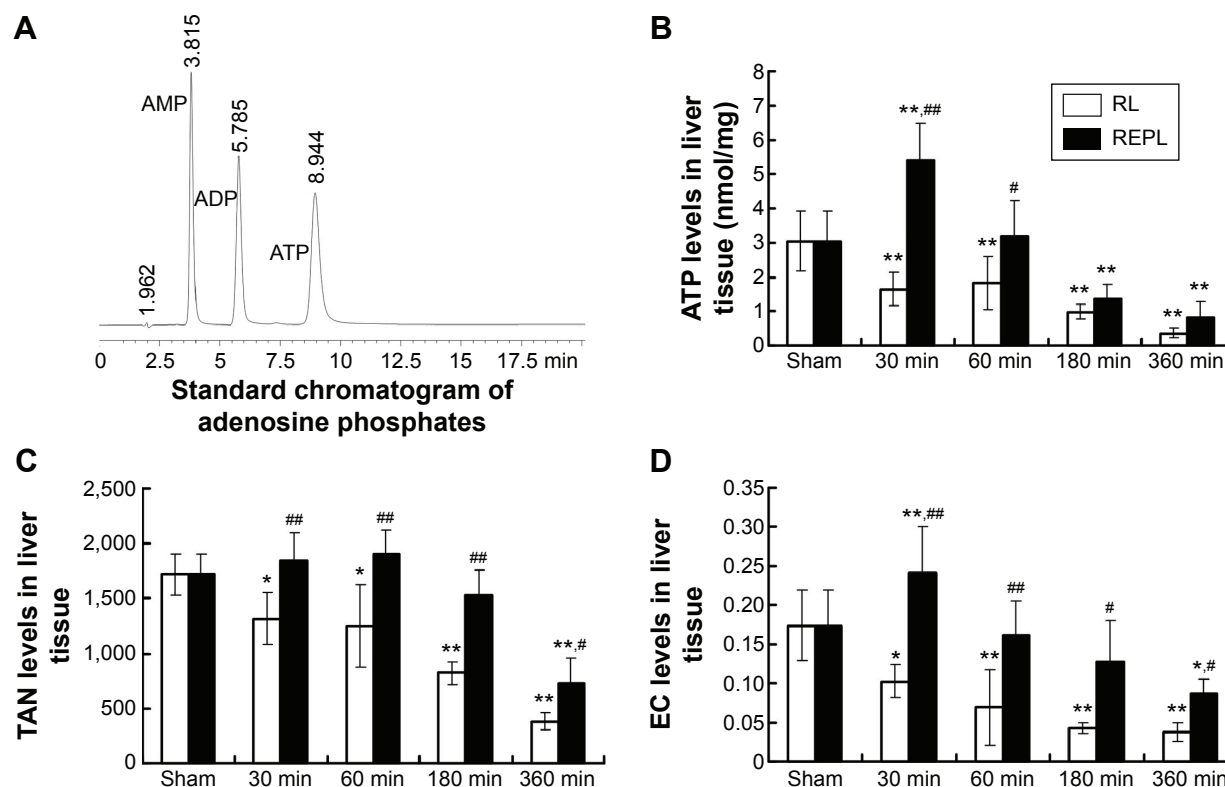 A
3.815
5.785
8.944
1.962
AMP
ADP
ATP
0 2.5 5 7.5 10 12.5 15 17.5 min
Standard chromatogram of
adenosine phosphates
B
ATP levels in liver
tissue (nmol/mg)
8
7
6
5
4
3
2
1
0
RL
REPL
**
**,##
**
#
**
**
**
**
Sham 30 min 60 min 180 min 360 min
C
TAN levels in liver
tissue
2,500
2,000
1,500
1,000
500
0
*
##
*
##
**
##
**
**,#
Sham 30 min 60 min 180 min 360 min
D
EC levels in liver
tissue
0.35
0.30
0.25
0.20
0.15
0.10
0.05
0
*
**,##
**
##
**
#
**
*,#
Sham 30 min 60 min 180 min 360 min